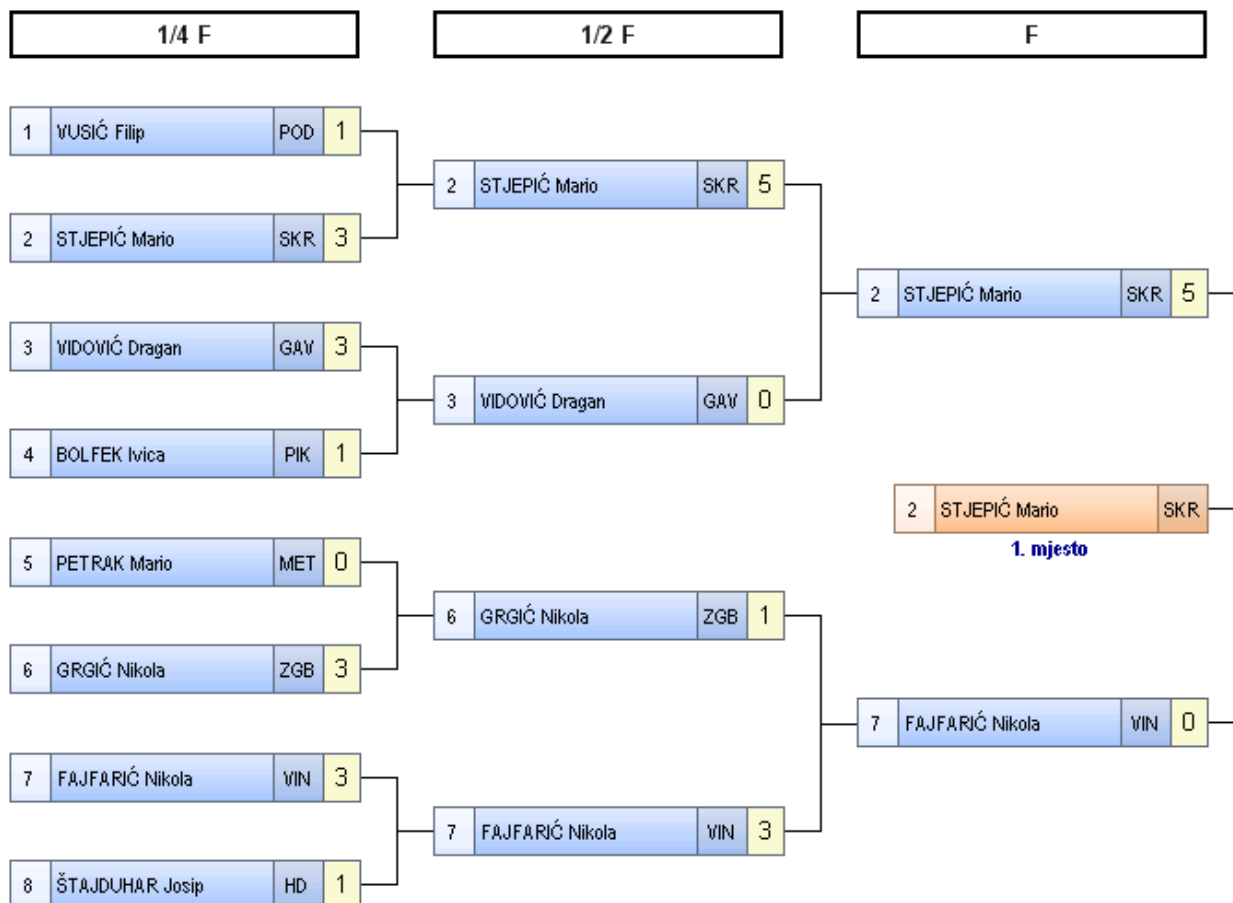 1/4 F
1/2 F
F
1 VUSIĆ Filip POD 1
2 STJEPIĆ Mario SKR 3
3 VIDOVIĆ Dragan GAV 3
4 BOLFEK Ivica PIK 1
5 PETRAK Mario MET 0
6 GRGIĆ Nikola ZGB 3
7 FAJFARIĆ Nikola VIN 3
8 ŠTAJDUHAR Josip HD 1
2 STJEPIĆ Mario SKR 5
3 VIDOVIĆ Dragan GAV 0
6 GRGIĆ Nikola ZGB 1
7 FAJFARIĆ Nikola VIN 3
2 STJEPIĆ Mario SKR 5
2 STJEPIĆ Mario SKR
1. mjesto
7 FAJFARIĆ Nikola VIN 0